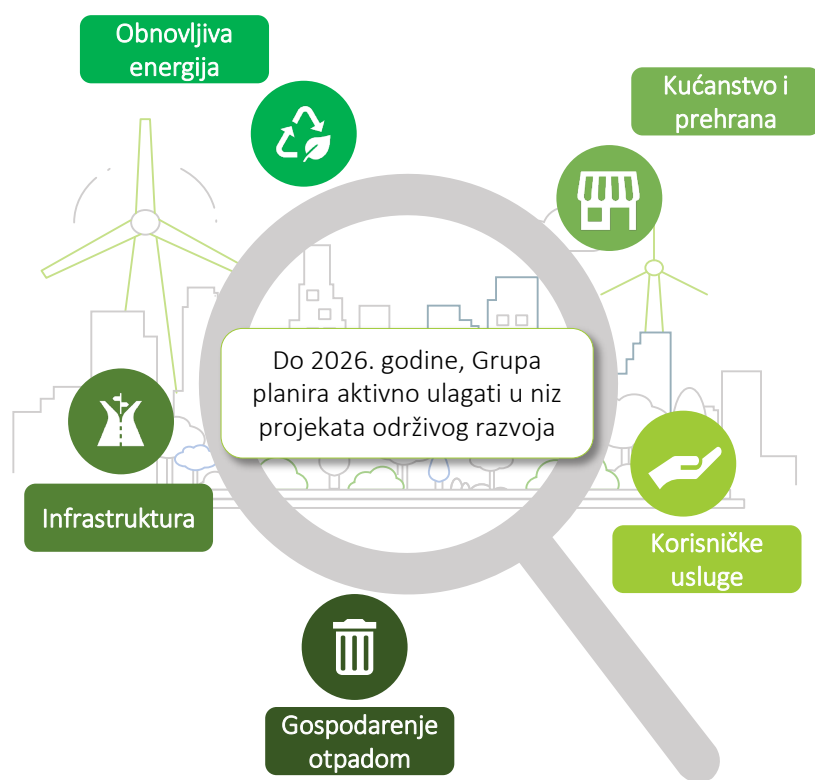 Obnovljiva
energija
Kućanstvo i
prehrana
Do 2026. godine, Grupa
planira aktivno ulagati u niz
projekata održivog razvoja
Infrastruktura
Korisničke
usluge
Gospodarenje
otpadom